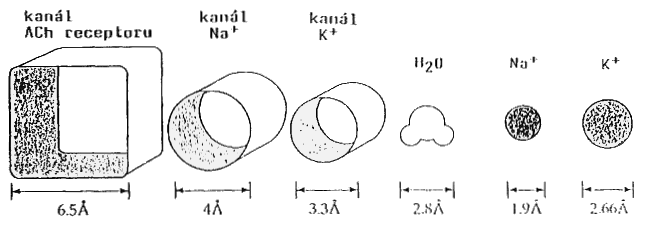 kanál
ACh receptoru
kanál
Na⁺
kanál
K⁺
H₂O
Na⁺
K⁺
6.5Å
4Å
3.3Å
2.8Å
1.9Å
2.66Å